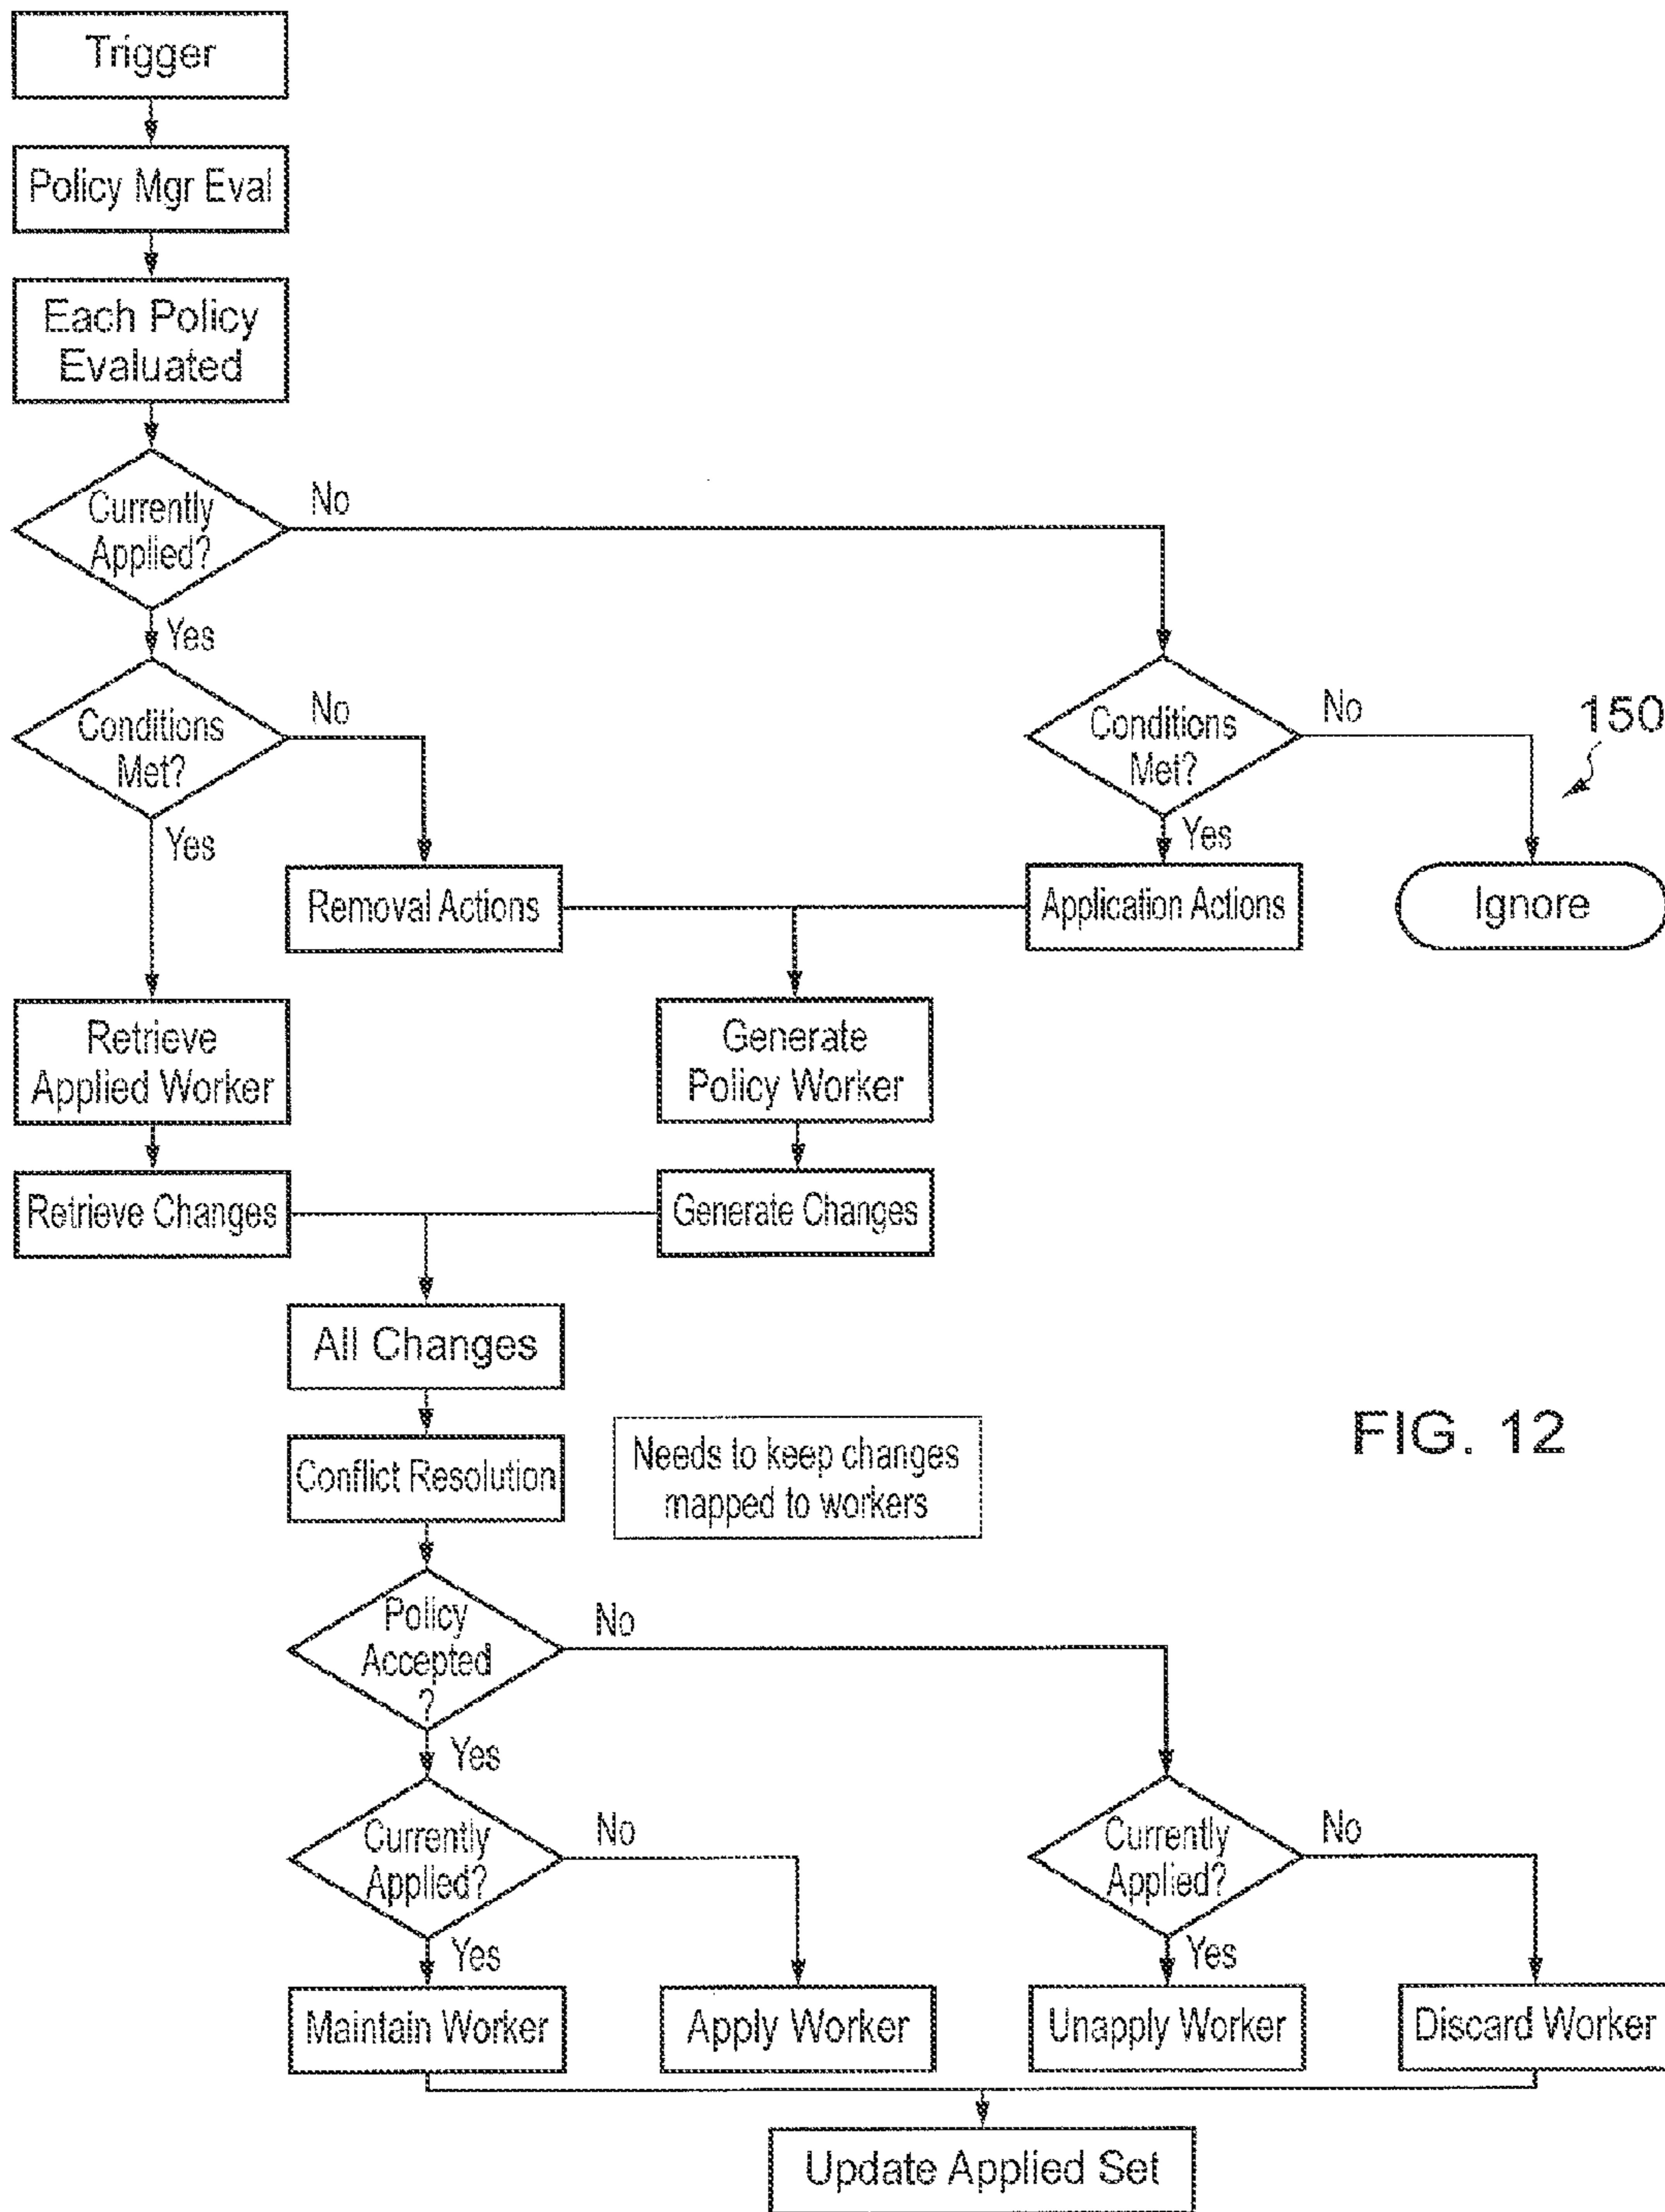 Trigger
Policy Mgr Eval
Each Policy
Evaluated
Currently
Applied?
No
Yes
Conditions
Met?
No
Yes
Conditions
Met?
No
Yes
150
Removal Actions
Application Actions
Ignore
Retrieve
Applied Worker
Generate
Policy Worker
Retrieve Changes
Generate Changes
All Changes
Conflict Resolution
Needs to keep changes
mapped to workers
FIG. 12
Policy
Accepted
?
No
Yes
Currently
Applied?
No
Yes
Currently
Applied?
No
Yes
Maintain Worker
Apply Worker
Unapply Worker
Discard Worker
Update Applied Set